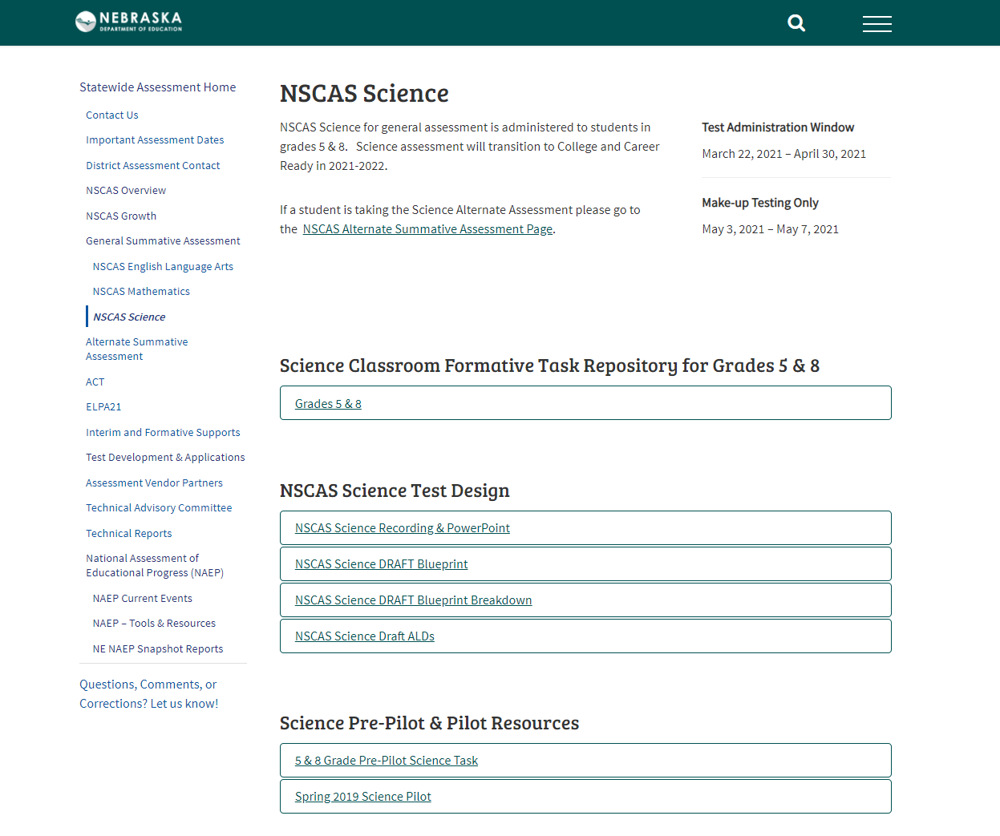 NEBRASKA
DEPARTMENT OF EDUCATION
Statewide Assessment Home
Contact Us
Important Assessment Dates
District Assessment Contact
NSCAS Overview
NSCAS Growth
General Summative Assessment
NSCAS English Language Arts
NSCAS Mathematics
NSCAS Science
Alternate Summative
Assessment
ACT
ELPA21
Interim and Formative Supports
Test Development & Applications
Assessment Vendor Partners
Technical Advisory Committee
Technical Reports
National Assessment of
Educational Progress (NAEP)
NAEP Current Events
NAEP – Tools & Resources
NE NAEP Snapshot Reports
Questions, Comments, or
Corrections? Let us know!
NSCAS Science
NSCAS Science for general assessment is administered to students in
grades 5 & 8.   Science assessment will transition to College and Career
Ready in 2021-2022.
If a student is taking the Science Alternate Assessment please go to
the  NSCAS Alternate Summative Assessment Page.
Test Administration Window
March 22, 2021 – April 30, 2021
Make-up Testing Only
May 3, 2021 – May 7, 2021
Science Classroom Formative Task Repository for Grades 5 & 8
Grades 5 & 8
NSCAS Science Test Design
NSCAS Science Recording & PowerPoint
NSCAS Science DRAFT Blueprint
NSCAS Science DRAFT Blueprint Breakdown
NSCAS Science Draft ALDs
Science Pre-Pilot & Pilot Resources
5 & 8 Grade Pre-Pilot Science Task
Spring 2019 Science Pilot